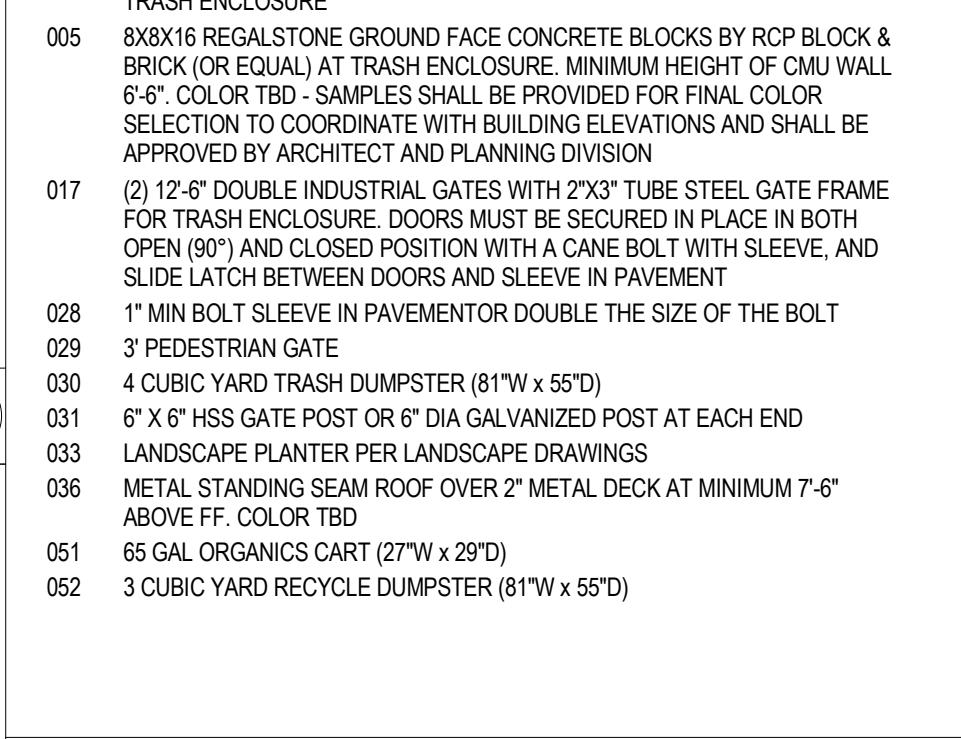 TRASH ENCLOSURE
005 8X8X16 REGALSTONE GROUND FACE CONCRETE BLOCKS BY RCP BLOCK &
BRICK (OR EQUAL) AT TRASH ENCLOSURE. MINIMUM HEIGHT OF CMU WALL
6'-6". COLOR TBD - SAMPLES SHALL BE PROVIDED FOR FINAL COLOR
SELECTION TO COORDINATE WITH BUILDING ELEVATIONS AND SHALL BE
APPROVED BY ARCHITECT AND PLANNING DIVISION
017 (2) 12'-6" DOUBLE INDUSTRIAL GATES WITH 2"X3" TUBE STEEL GATE FRAME
FOR TRASH ENCLOSURE. DOORS MUST BE SECURED IN PLACE IN BOTH
OPEN (90°) AND CLOSED POSITION WITH A CANE BOLT WITH SLEEVE, AND
SLIDE LATCH BETWEEN DOORS AND SLEEVE IN PAVEMENT
028 1" MIN BOLT SLEEVE IN PAVEMENTOR DOUBLE THE SIZE OF THE BOLT
029 3' PEDESTRIAN GATE
030 4 CUBIC YARD TRASH DUMPSTER (81"W x 55"D)
031 6" X 6" HSS GATE POST OR 6" DIA GALVANIZED POST AT EACH END
033 LANDSCAPE PLANTER PER LANDSCAPE DRAWINGS
036 METAL STANDING SEAM ROOF OVER 2" METAL DECK AT MINIMUM 7'-6"
ABOVE FF. COLOR TBD
051 65 GAL ORGANICS CART (27"W x 29"D)
052 3 CUBIC YARD RECYCLE DUMPSTER (81"W x 55"D)